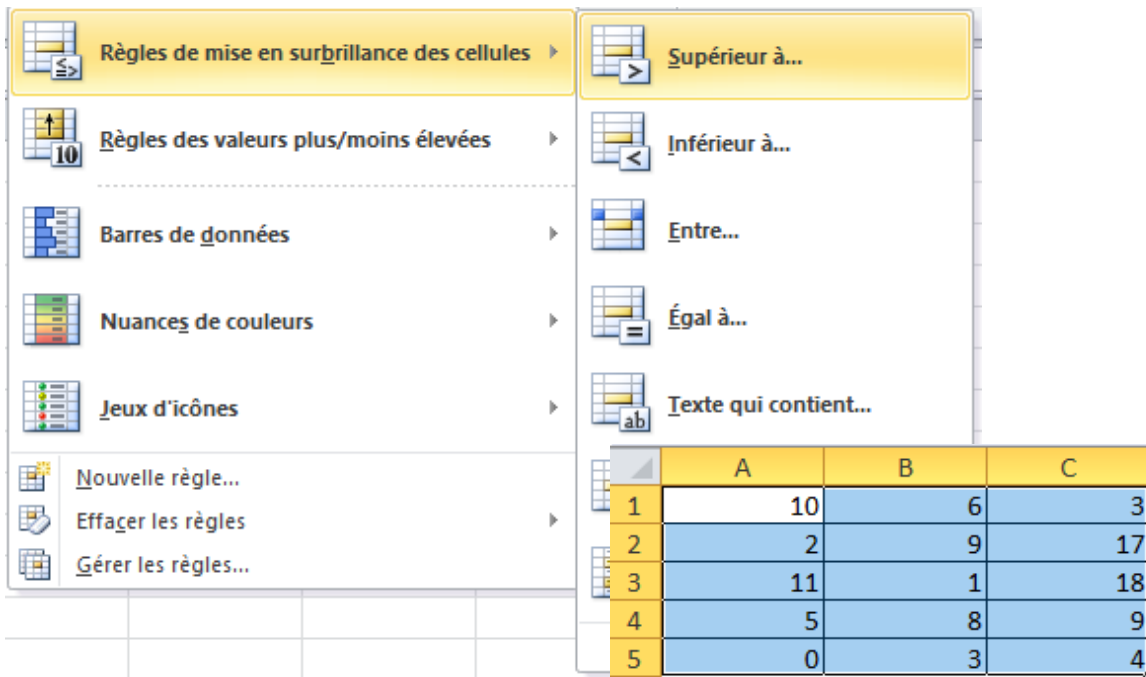 Règles de mise en surbrillance des cellules
Règles des valeurs plus/moins élevées
10
Barres de données
Nuances de couleurs
Jeux d'icônes
Nouvelle règle...
Effacer les règles
Gérer les règles...
Supérieur à...
Inférieur à...
Entre...
Égal à...
Texte qui contient...
ab
A B C
1 10 6 3
2 2 9 17
3 11 1 18
4 5 8 9
5 0 3 4